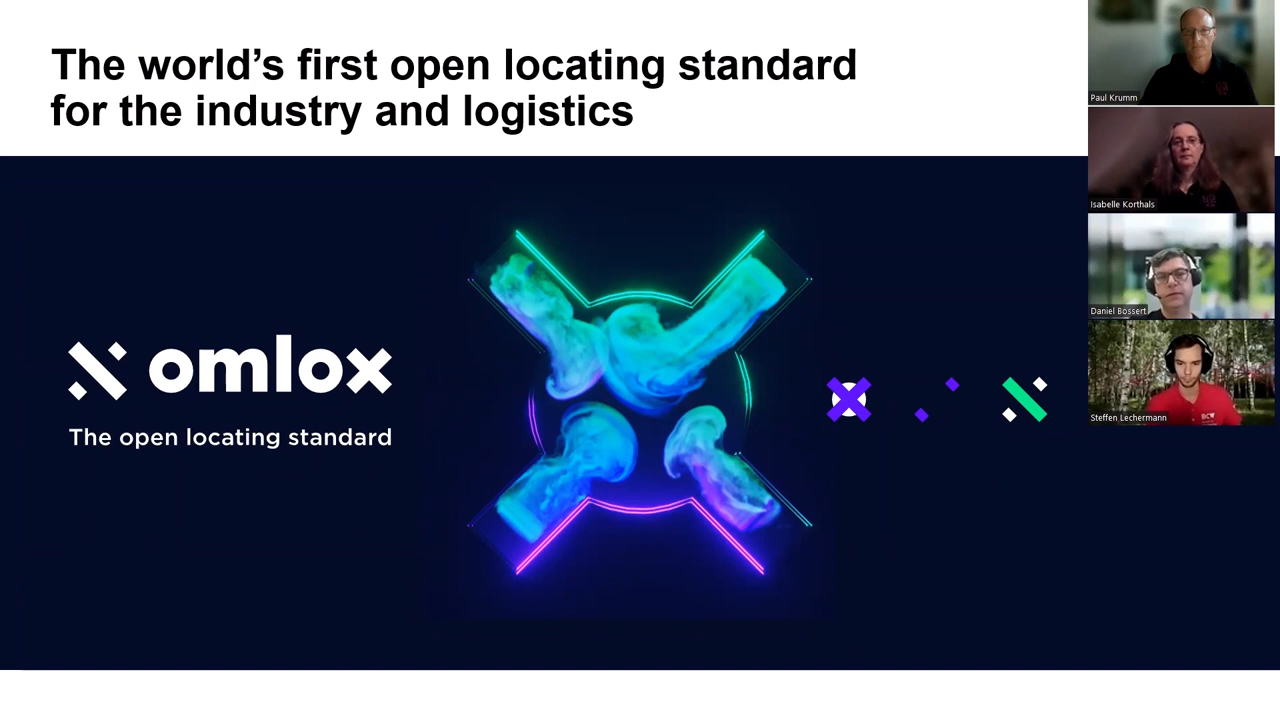 The world’s first open locating standard
for the industry and logistics
omlox
The open locating standard
Paul Krumm
Isabelle Korthals
Daniel Bossert
Steffen Lechermann